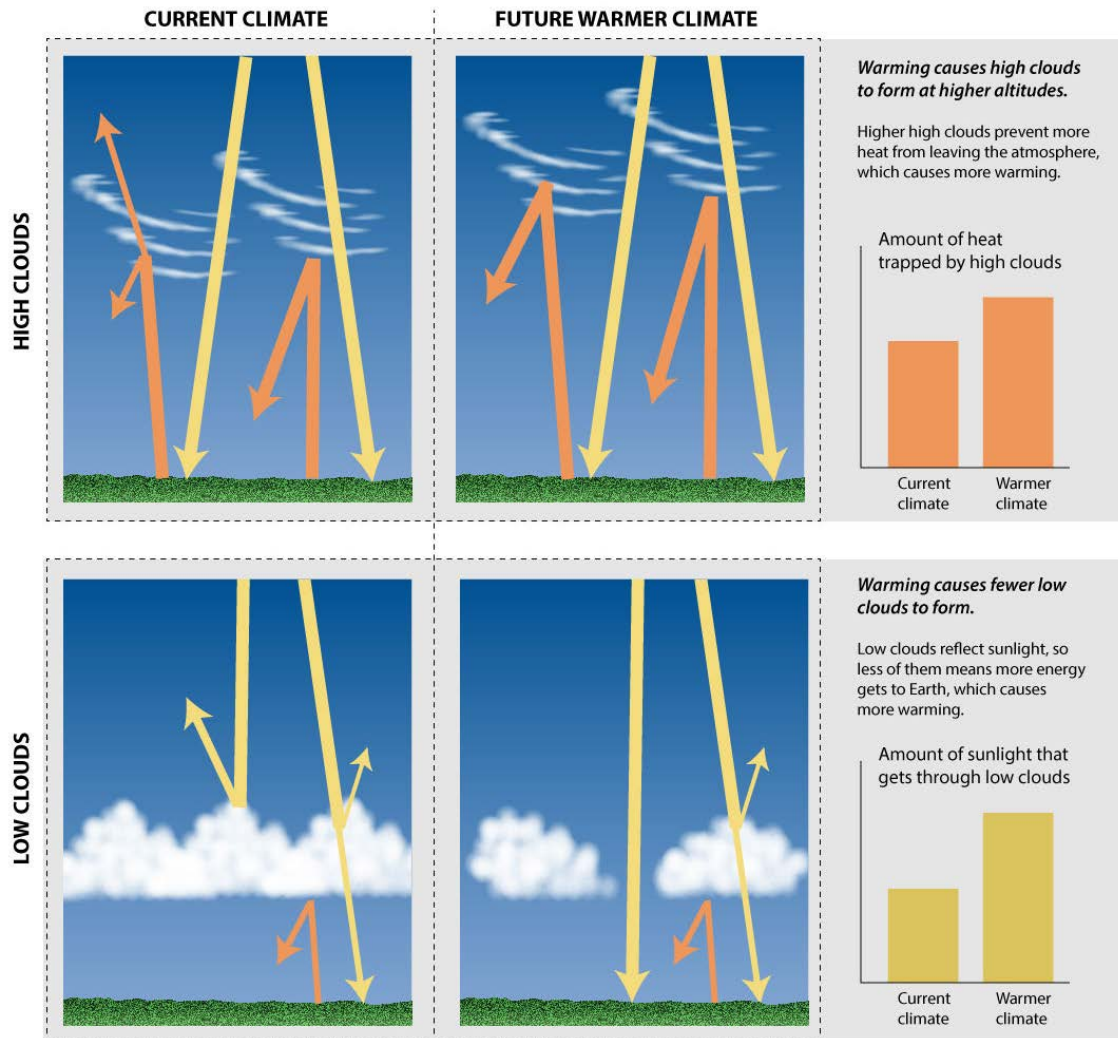 CURRENT CLIMATE
FUTURE WARMER CLIMATE
HIGH CLOUDS
Warming causes high clouds
to form at higher altitudes.
Higher high clouds prevent more
heat from leaving the atmosphere,
which causes more warming.
Amount of heat
trapped by high clouds
Current
climate
Warmer
climate
LOW CLOUDS
Warming causes fewer low
clouds to form.
Low clouds reflect sunlight, so
less of them means more energy
gets to Earth, which causes
more warming.
Amount of sunlight that
gets through low clouds
Current
climate
Warmer
climate